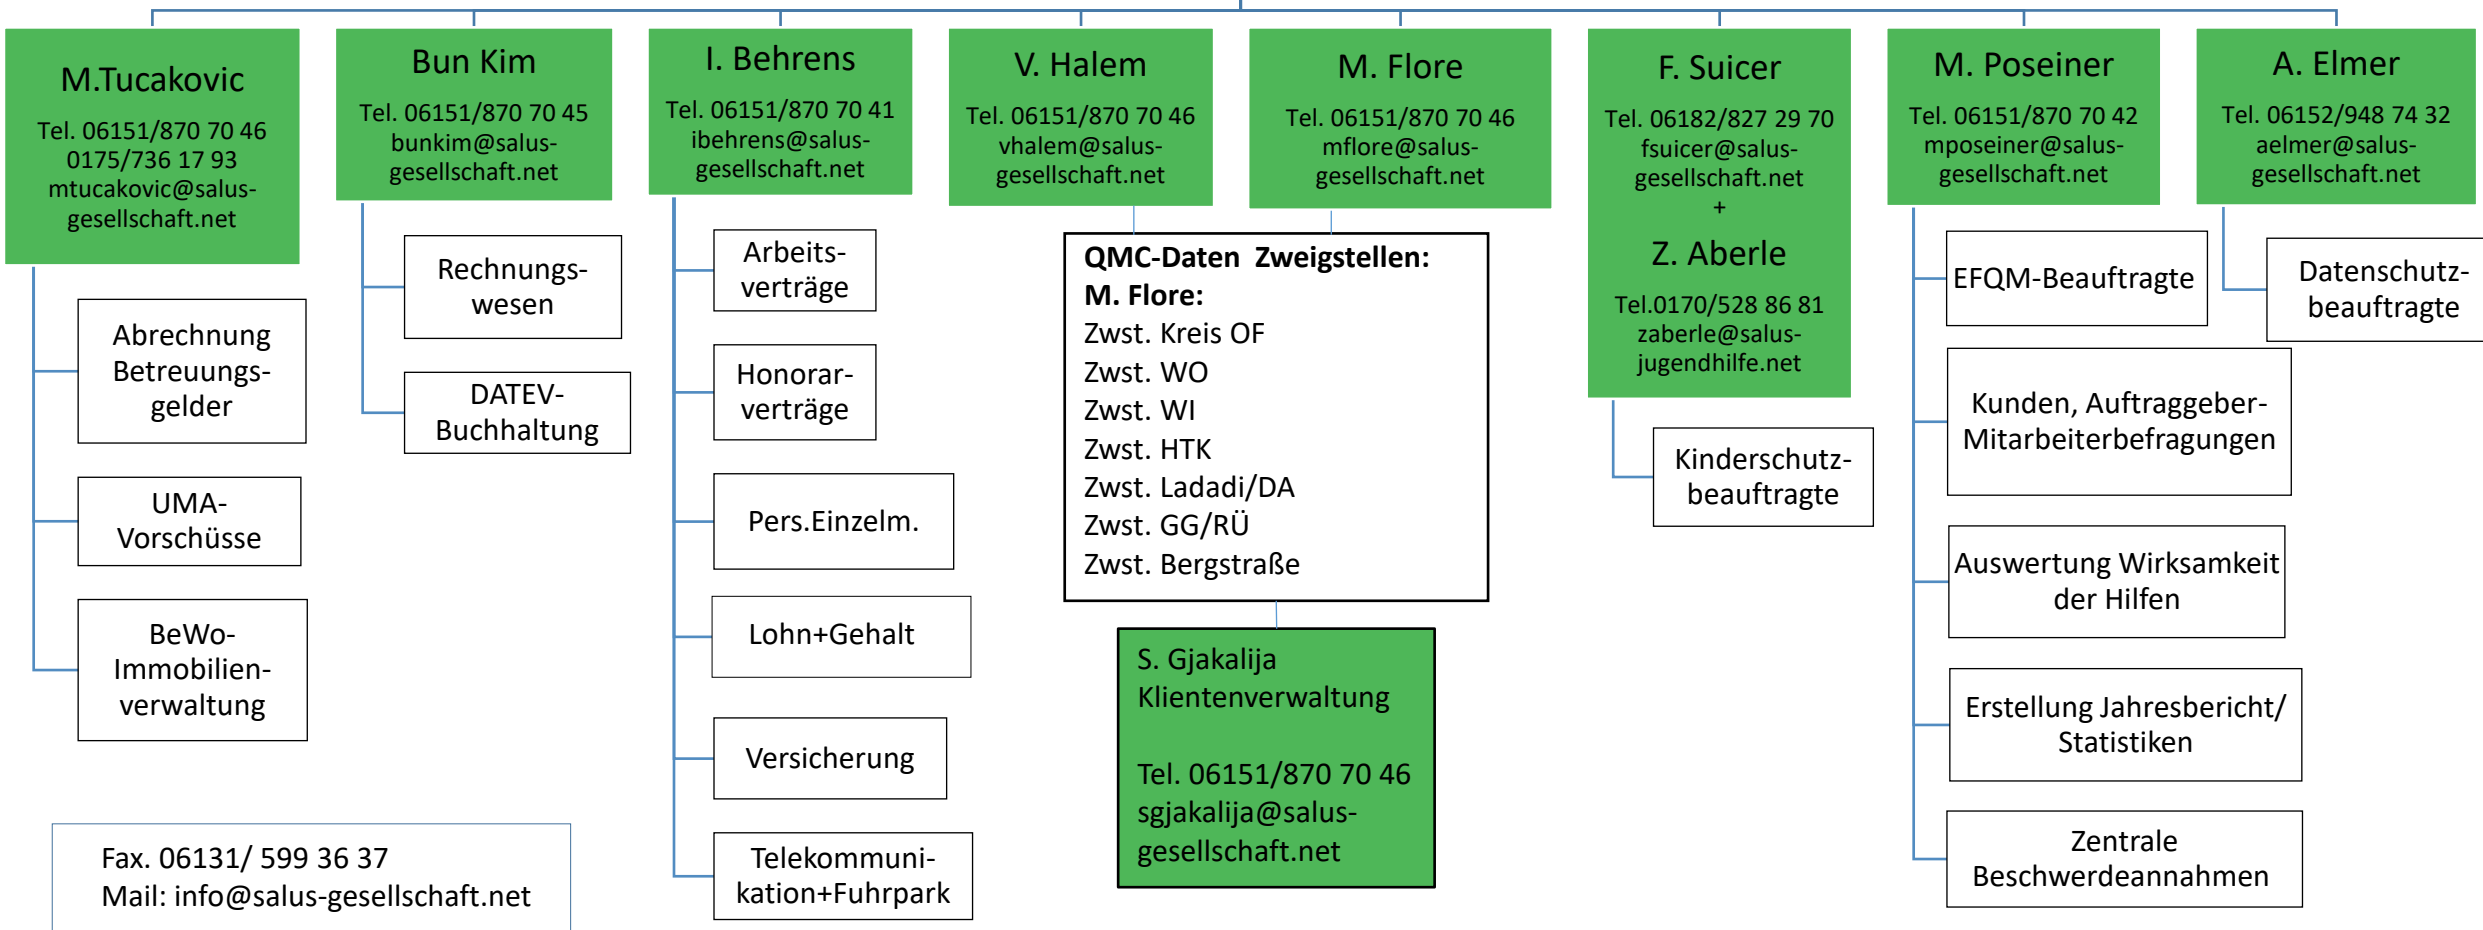 M.Tucakovic
Tel. 06151/870 70 46
0175/736 17 93
mtucakovic@salus-
gesellschaft.net
Abrechnung
Betreuungs-
gelder
UMA-
Vorschüsse
BeWo-
Immobilien-
verwaltung
Bun Kim
Tel. 06151/870 70 45
bunkim@salus-
gesellschaft.net
Rechnungs-
wesen
DATEV-
Buchhaltung
I. Behrens
Tel. 06151/870 70 41
ibehrens@salus-
gesellschaft.net
Arbeits-
verträge
Honorar-
verträge
Pers.Einzelm.
Lohn+Gehalt
Versicherung
Telekommuni-
kation+Fuhrpark
V. Halem
Tel. 06151/870 70 46
vhalem@salus-
gesellschaft.net
M. Flore
Tel. 06151/870 70 46
mflore@salus-
gesellschaft.net
QMC-Daten Zweigstellen:
M. Flore:
Zwst. Kreis OF
Zwst. WO
Zwst. WI
Zwst. HTK
Zwst. Ladadi/DA
Zwst. GG/RÜ
Zwst. Bergstraße
S. Gjakalija
Klientenverwaltung
Tel. 06151/870 70 46
sgjakalija@salus-
gesellschaft.net
F. Suicer
Tel. 06182/827 29 70
fsuicer@salus-
gesellschaft.net
+
Z. Aberle
Tel.0170/528 86 81
zaberle@salus-
jugendhilfe.net
Kinderschutz-
beauftragte
M. Poseiner
Tel. 06151/870 70 42
mposeiner@salus-
gesellschaft.net
EFQM-Beauftragte
Kunden, Auftraggeber-
Mitarbeiterbefragungen
Auswertung Wirksamkeit
der Hilfen
Erstellung Jahresbericht/
Statistiken
Zentrale
Beschwerdeannahmen
A. Elmer
Tel. 06152/948 74 32
aelmer@salus-
gesellschaft.net
Datenschutz-
beauftragte
Fax. 06131/ 599 36 37
Mail: info@salus-gesellschaft.net